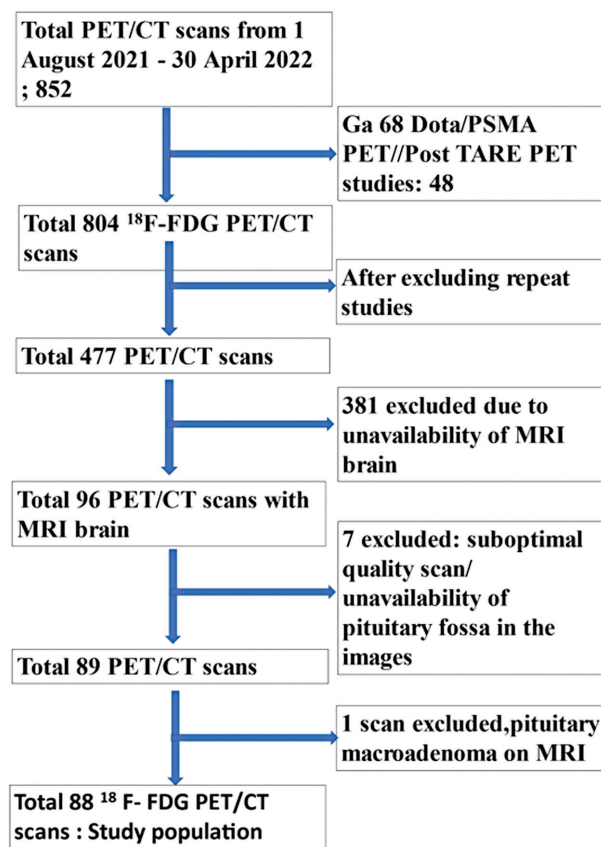 Total PET/CT scans from 1
August 2021 - 30 April 2022
; 852
Ga 68 Dota/PSMA
PET//Post TARE PET
studies: 48
Total 804 ¹⁸F-FDG PET/CT
scans
After excluding repeat
studies
Total 477 PET/CT scans
381 excluded due to
unavailability of MRI
brain
Total 96 PET/CT scans with
MRI brain
7 excluded: suboptimal
quality scan/
unavailability of
pituitary fossa in the
images
Total 89 PET/CT scans
1 scan excluded,pituitary
macroadenoma on MRI
Total 88 ¹⁸ F- FDG PET/CT
scans : Study population